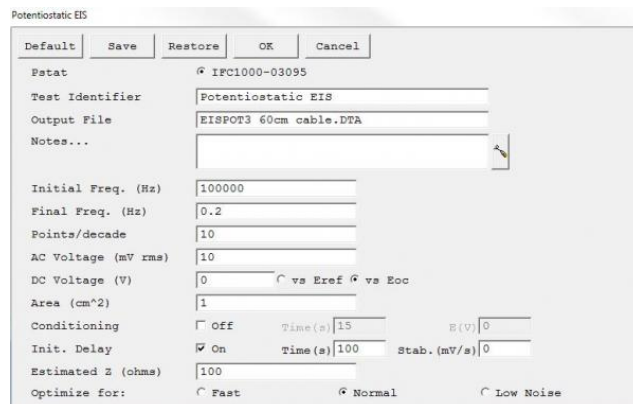 Potentiostatic EIS
Default Save Restore OK Cancel
Pstat IFC1000-03095
Test Identifier Potentiostatic EIS
Output File EISPOT3 60cm cable.DTA
Notes...
Initial Freq. (Hz) 100000
Final Freq. (Hz) 0.2
Points/decade 10
AC Voltage (mV rms) 10
DC Voltage (V) 0 vs Eref vs Eoc
Area (cm^2) 1
Conditioning Off Time(s) 15 E(V) 0
Init. Delay On Time(s) 100 Stab.(mV/s) 0
Estimated Z (ohms) 100
Optimize for: Fast Normal Low Noise